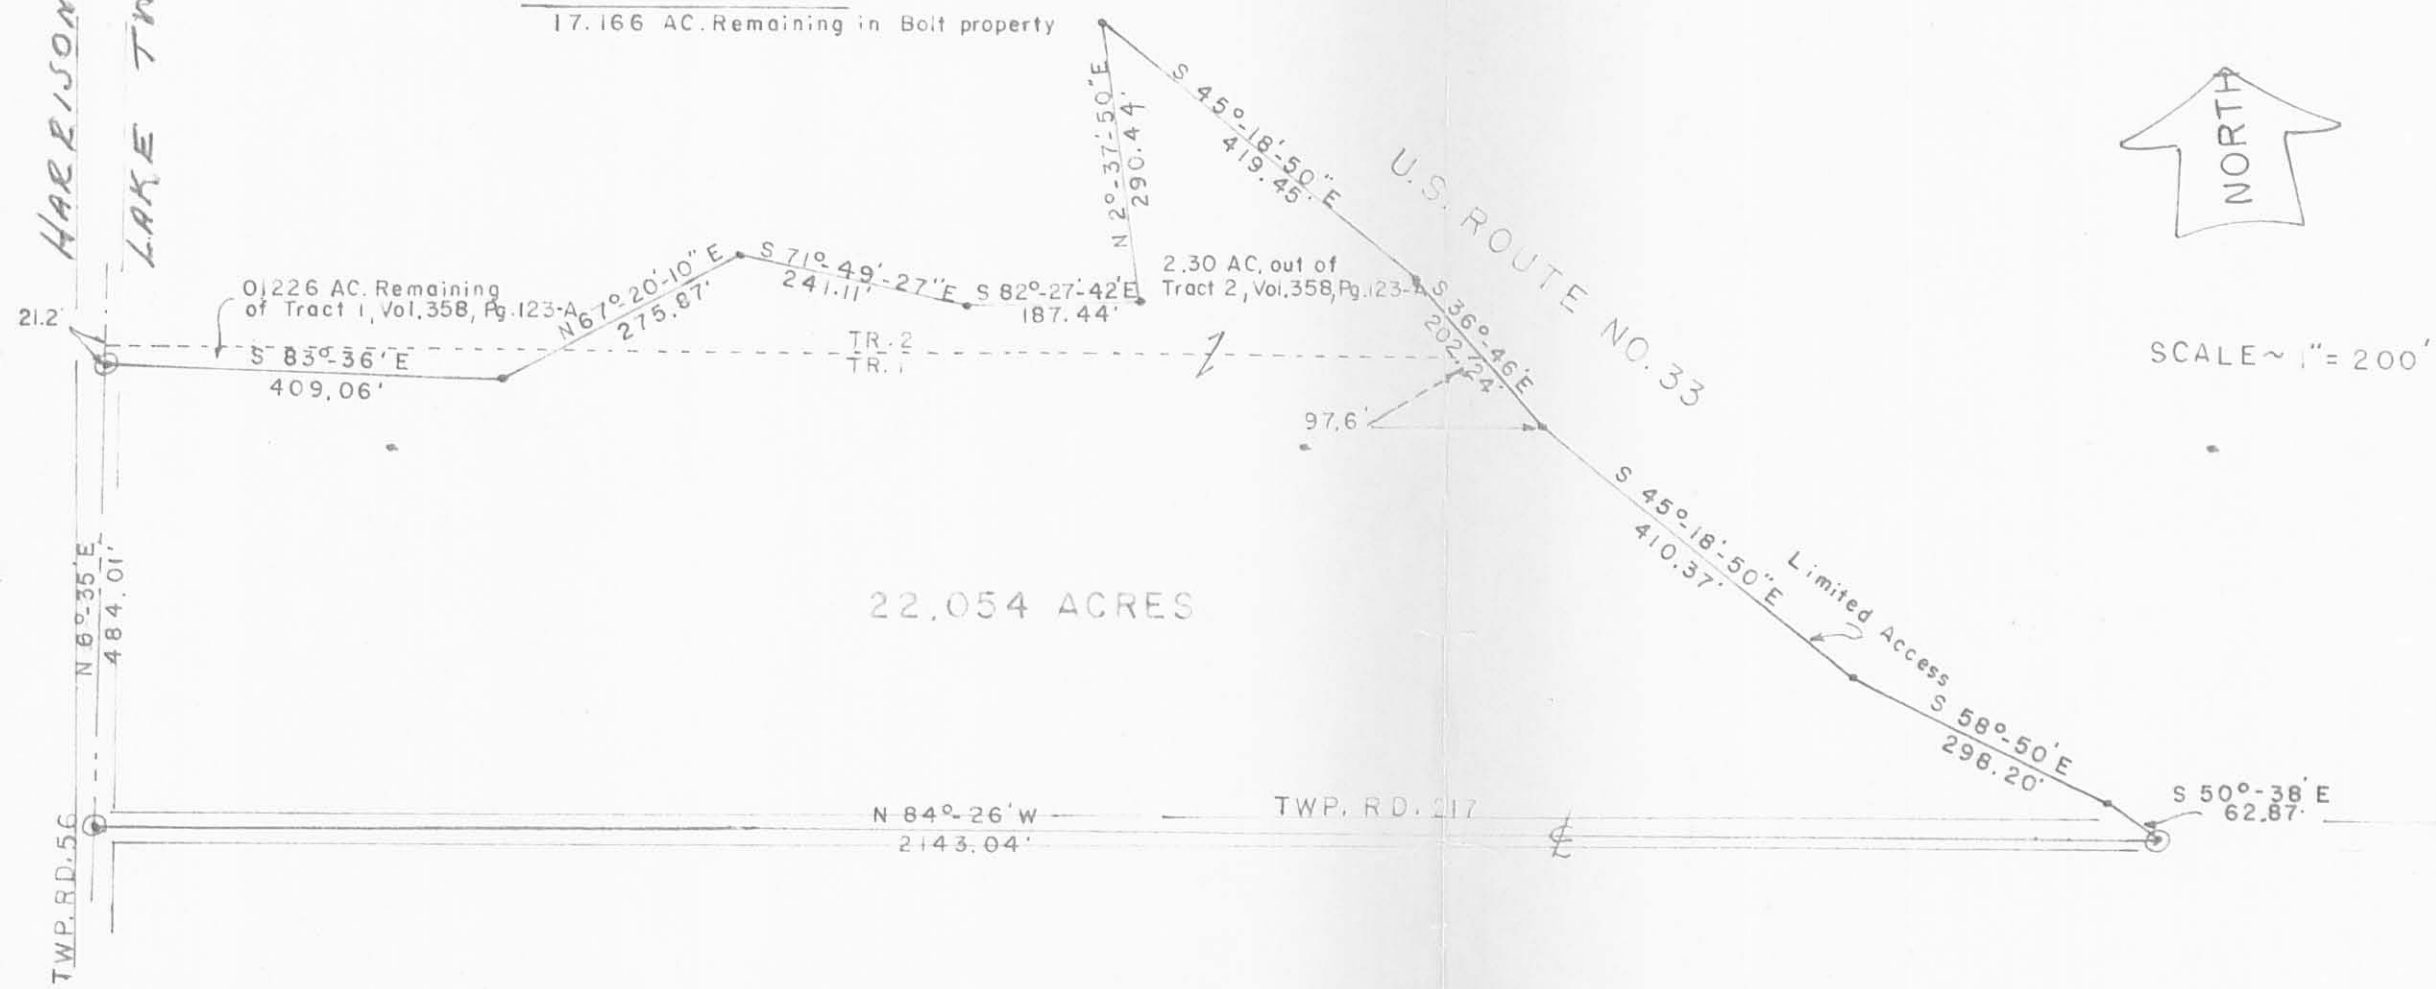 17.166 AC. Remaining in Bolt property
HARRISON
LAKE
NORTH
SCALE~ 1"= 200'
N 2°-37'-50"E
290.44'
S 45°-18'-50"E
419.45'
U.S. ROUTE NO. 33
01226 AC. Remaining
of Tract 1, Vol.358, Pg.123-A
21.2'
S 83°-36'E
409.06'
N67°-20'-10"E
275.87'
S 71°-49'-27"E
241.11'
S 82°-27'-42'E
187.44'
2.30 AC. out of
Tract 2, Vol.358, Pg.123-A
TR. 2
TR. 1
S 36°-46'E
202.24'
97.6'
S 45°-18'-50"E
410.37'
Limited Access
S 58°-50'E
298.20'
S 50°-38'E
62.87'
22.054 ACRES
N 6°-35'E
484.01'
N 84°-26'W
2143.04'
TWP. RD. 217
TWP. RD. 56